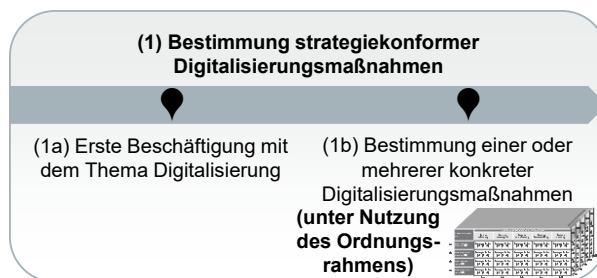 (1) Bestimmung strategiekonformer
Digitalisierungsmaßnahmen
(1a) Erste Beschäftigung mit
dem Thema Digitalisierung
(1b) Bestimmung einer oder
mehrerer konkreter
Digitalisierungsmaßnahmen
(unter Nutzung
des Ordnungs-
rahmens)